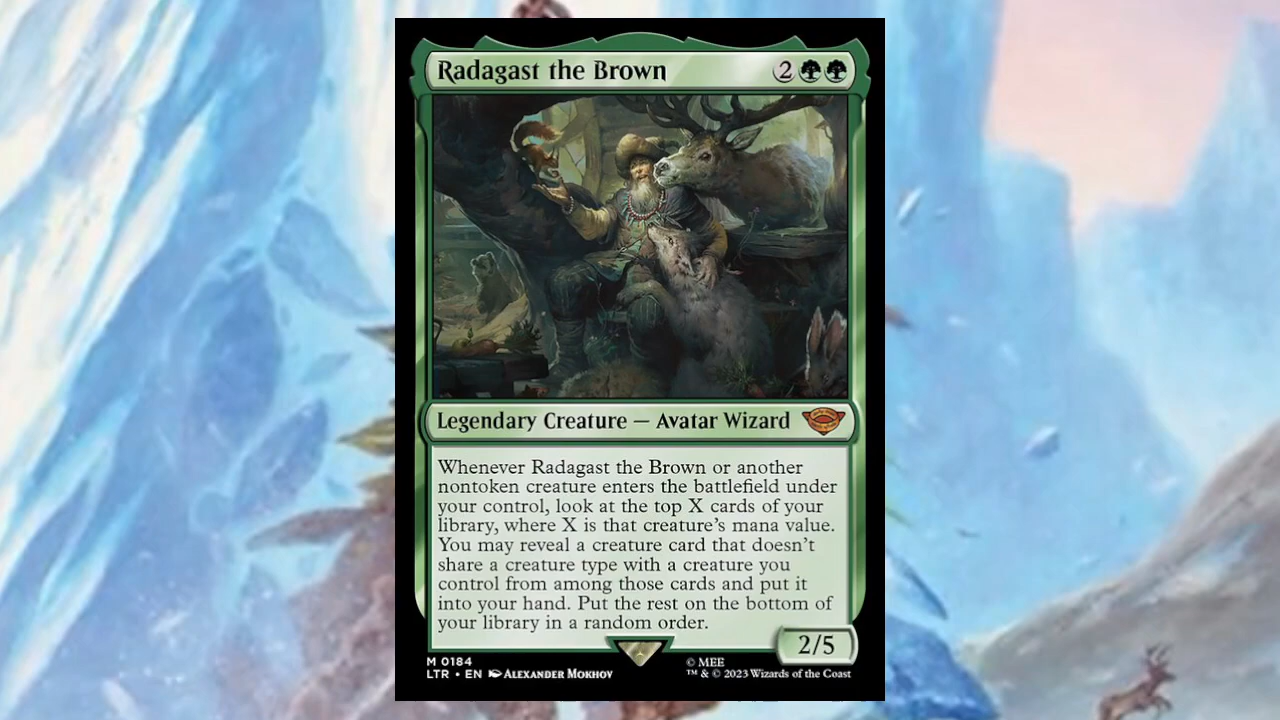 Radagast the Brown 2
Legendary Creature — Avatar Wizard
Whenever Radagast the Brown or another
nontoken creature enters the battlefield under
your control, look at the top X cards of your
library, where X is that creature's mana value.
You may reveal a creature card that doesn't
share a creature type with a creature you
control from among those cards and put it
into your hand. Put the rest on the bottom of
your library in a random order.
2/5
M 0184
LTR • EN Alexander Mokhov
© MEE
™ & © 2023 Wizards of the Coast